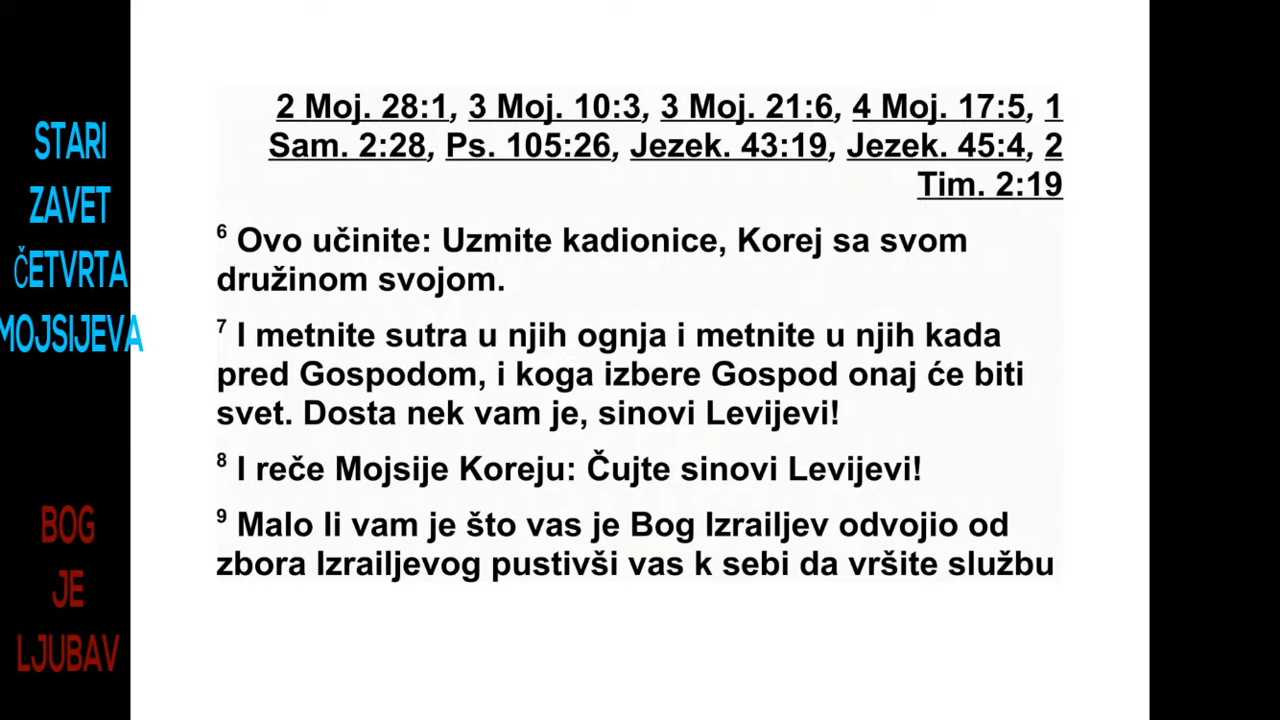 STARI
ZAVET
ČETVRTA
MOJSIJEVA
BOG
JE
LJUBAV
2 Moj. 28:1, 3 Moj. 10:3, 3 Moj. 21:6, 4 Moj. 17:5, 1
Sam. 2:28, Ps. 105:26, Jezek. 43:19, Jezek. 45:4, 2
Tim. 2:19
6 Ovo učinite: Uzmite kadionice, Korej sa svom
družinom svojom.
7 I metnite sutra u njih ognja i metnite u njih kada
pred Gospodom, i koga izbere Gospod onaj će biti
svet. Dosta nek vam je, sinovi Levijevi!
8 I reče Mojsije Koreju: Čujte sinovi Levijevi!
9 Malo li vam je što vas je Bog Izrailjev odvojio od
zbora Izrailjevog pustivši vas k sebi da vršite službu